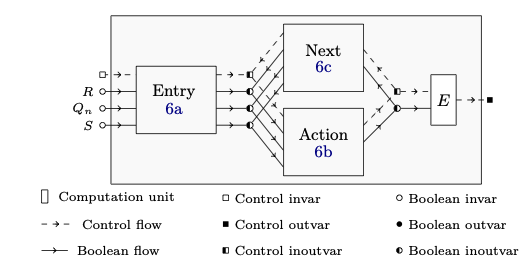 Next
6c
Entry
6a
R
Qn
S
Action
6b
E
Computation unit
Control invar
Boolean invar
Control flow
Control outvar
Boolean outvar
Boolean flow
Control inoutvar
Boolean inoutvar